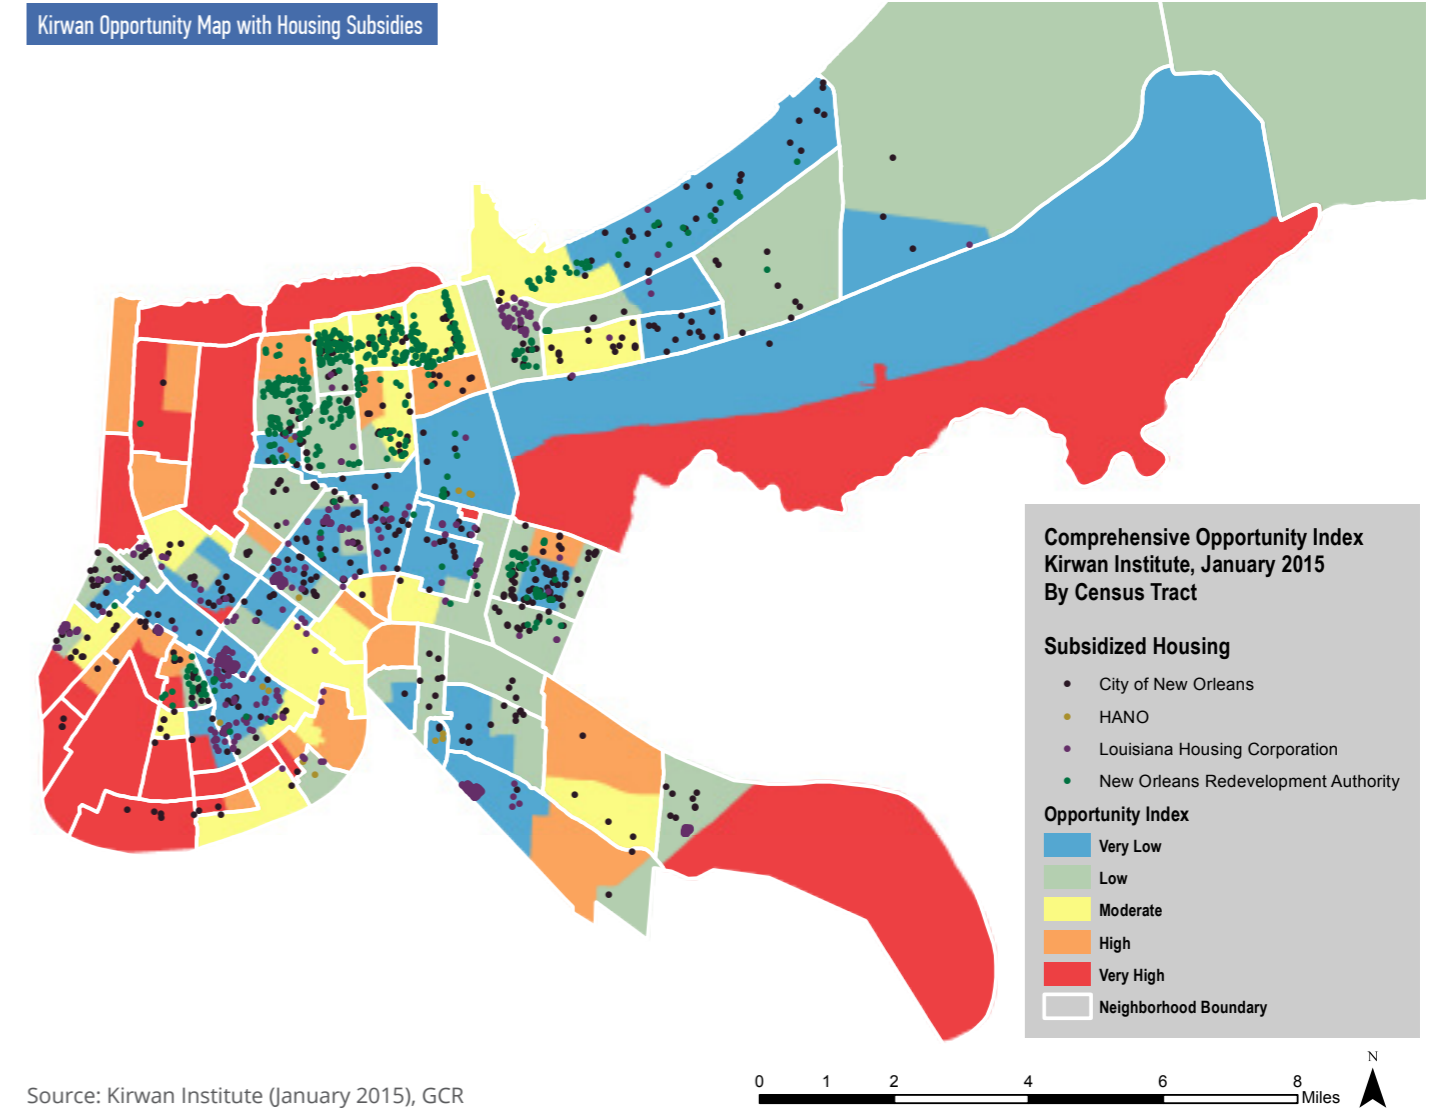 Kirwan Opportunity Map with Housing Subsidies
Comprehensive Opportunity Index
Kirwan Institute, January 2015
By Census Tract
Subsidized Housing
City of New Orleans
HANO
Louisiana Housing Corporation
New Orleans Redevelopment Authority
Opportunity Index
Very Low
Low
Moderate
High
Very High
Neighborhood Boundary
Source: Kirwan Institute (January 2015), GCR
0 1 2 4 6 8
Miles
N